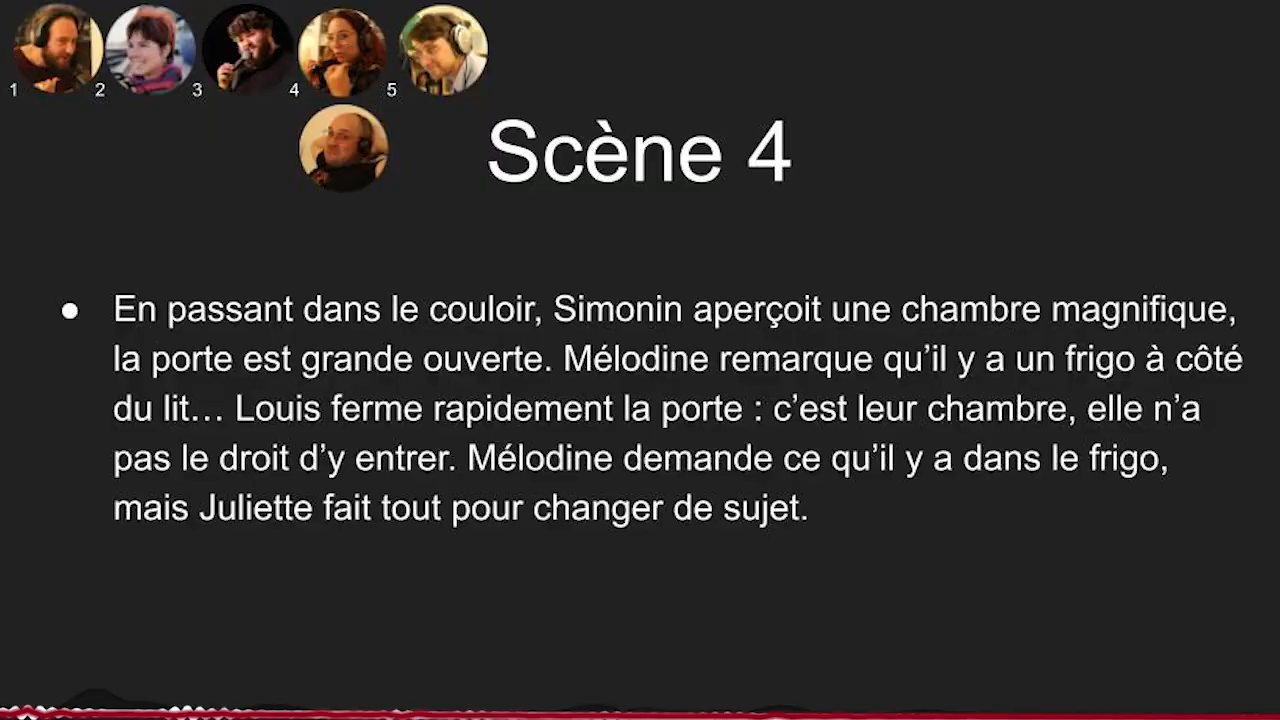 1 2 3 4 5
Scène 4
● En passant dans le couloir, Simonin aperçoit une chambre magnifique,
la porte est grande ouverte. Mélodine remarque qu’il y a un frigo à côté
du lit… Louis ferme rapidement la porte : c’est leur chambre, elle n’a
pas le droit d’y entrer. Mélodine demande ce qu’il y a dans le frigo,
mais Juliette fait tout pour changer de sujet.